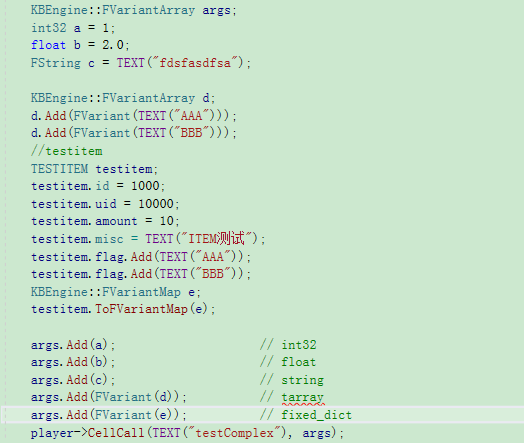 KBEngine::FVariantArray args;
int32 a = 1;
float b = 2.0;
FString c = TEXT("fdsfasdfsa");
KBEngine::FVariantArray d;
d.Add(FVariant(TEXT("AAA")));
d.Add(FVariant(TEXT("BBB")));
//testitem
TESTITEM testitem;
testitem.id = 1000;
testitem.uid = 10000;
testitem.amount = 10;
testitem.misc = TEXT("ITEM测试");
testitem.flag.Add(TEXT("AAA"));
testitem.flag.Add(TEXT("BBB"));
KBEngine::FVariantMap e;
testitem.ToFVariantMap(e);
args.Add(a); // int32
args.Add(b); // float
args.Add(c); // string
args.Add(FVariant(d)); // tarray
args.Add(FVariant(e)); // fixed_dict
player->CellCall(TEXT("testComplex"), args);